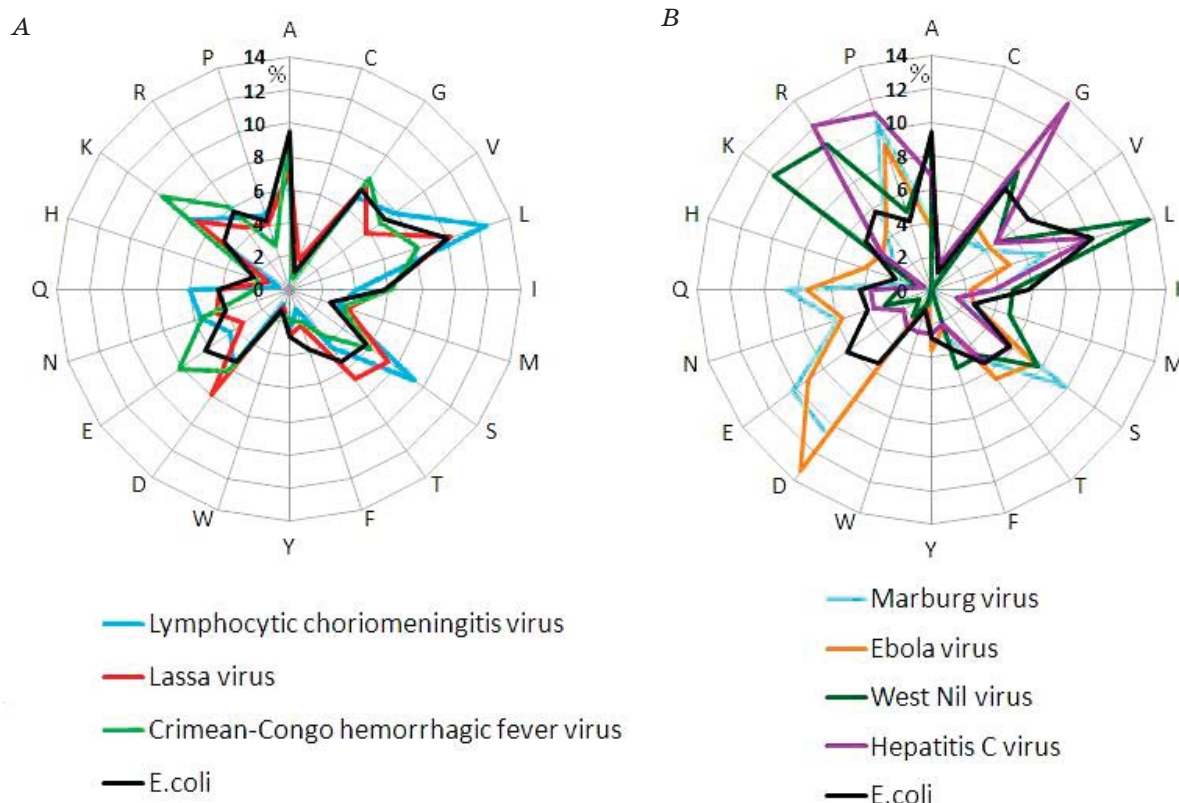 A
A
C
G
V
L
I
M
S
T
F
Y
W
D
E
N
Q
H
K
R
P
14
%
12
10
8
6
4
2
0
Lymphocytic choriomeningitis virus
Lassa virus
Crimean-Congo hemorrhagic fever virus
E.coli
B
A
C
G
V
L
I
M
S
T
F
Y
W
D
E
N
Q
H
K
R
P
14
%
12
10
8
6
4
2
0
Marburg virus
Ebola virus
West Nil virus
Hepatitis C virus
E.coli